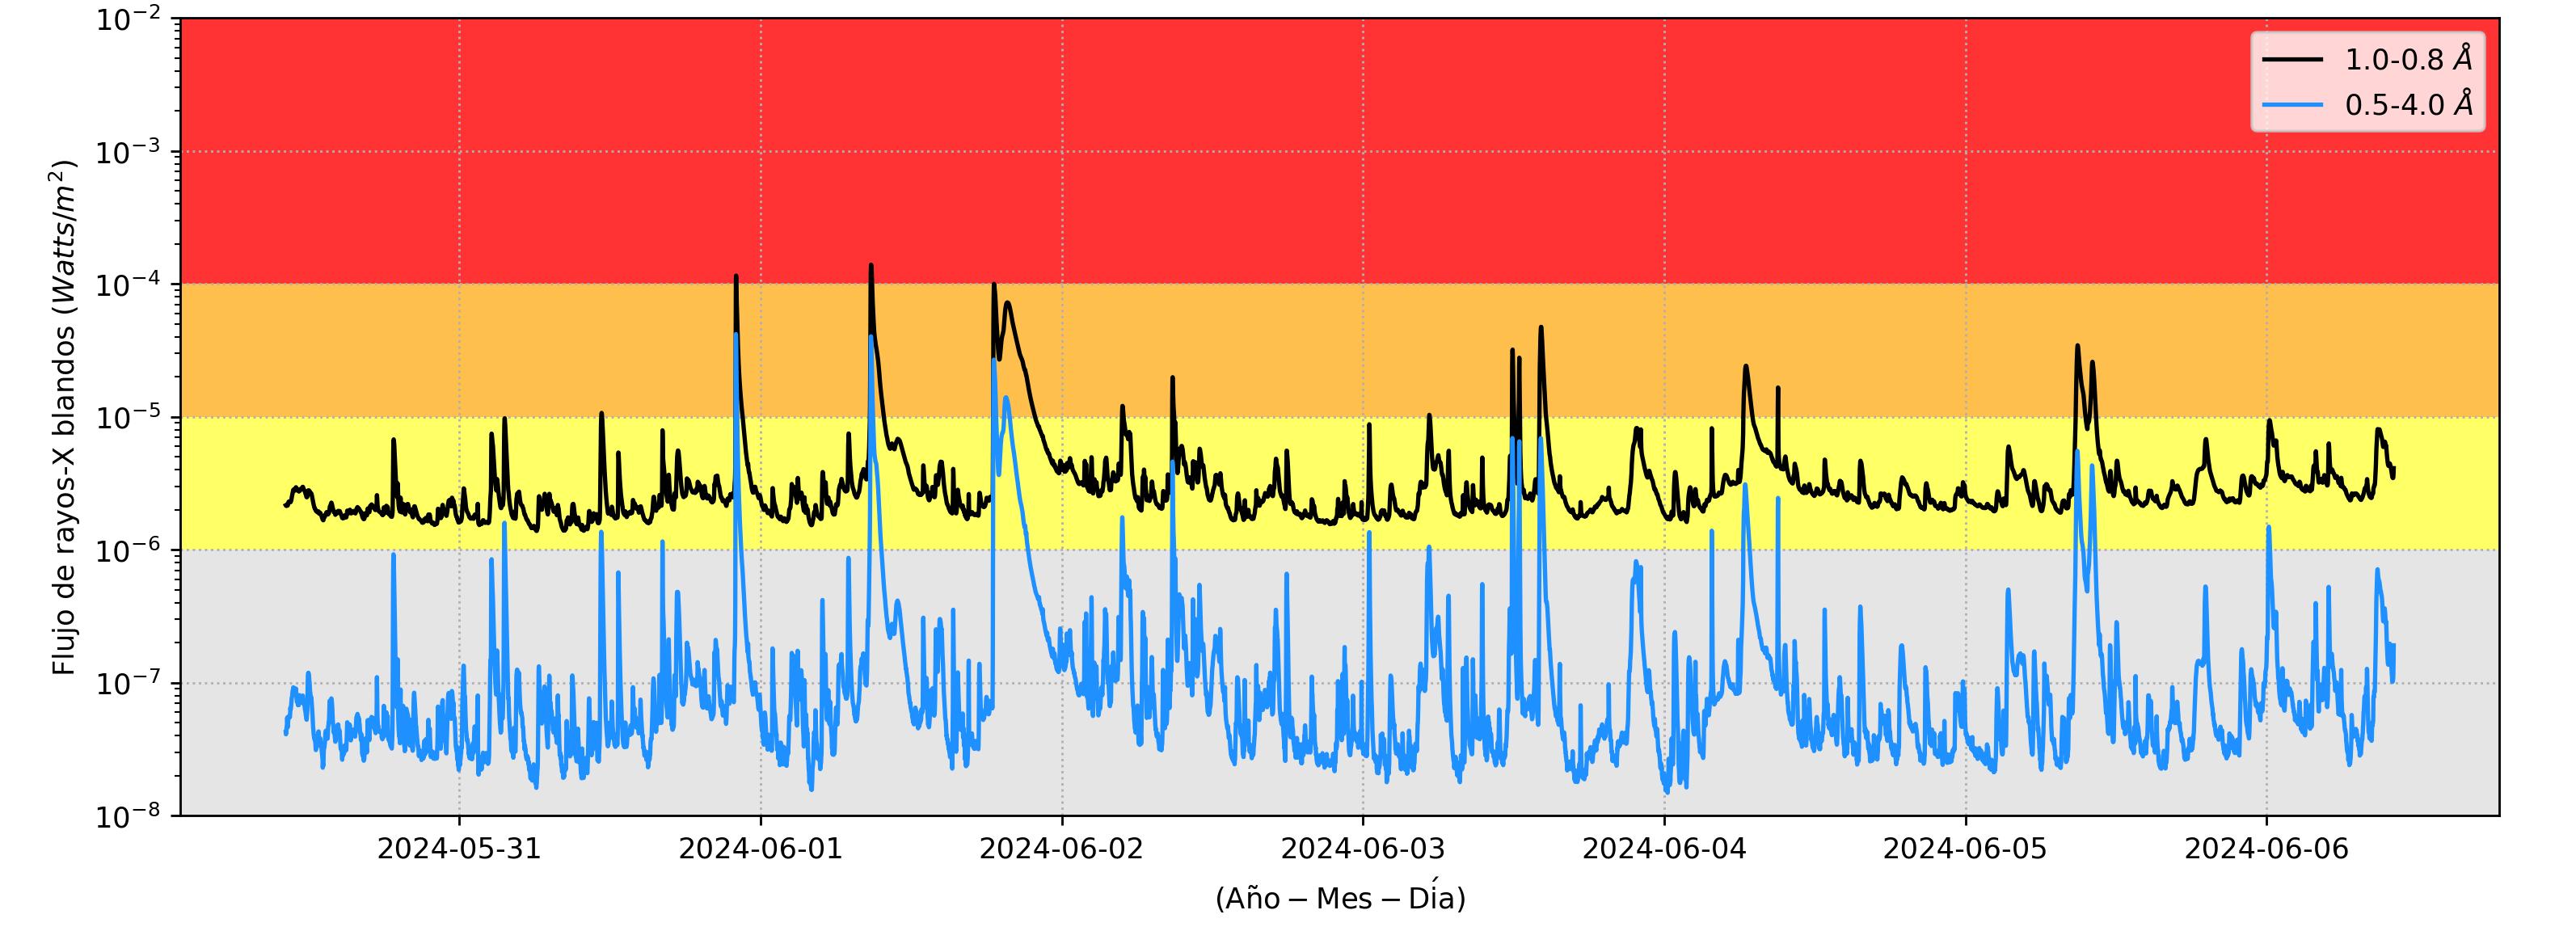 Flujo de rayos-X blandos (Watts/m²)
10⁻²
10⁻³
10⁻⁴
10⁻⁵
10⁻⁶
10⁻⁷
10⁻⁸
1.0-0.8 Å
0.5-4.0 Å
2024-05-31 2024-06-01 2024-06-02 2024-06-03 2024-06-04 2024-06-05 2024-06-06
(Año − Mes − Día)